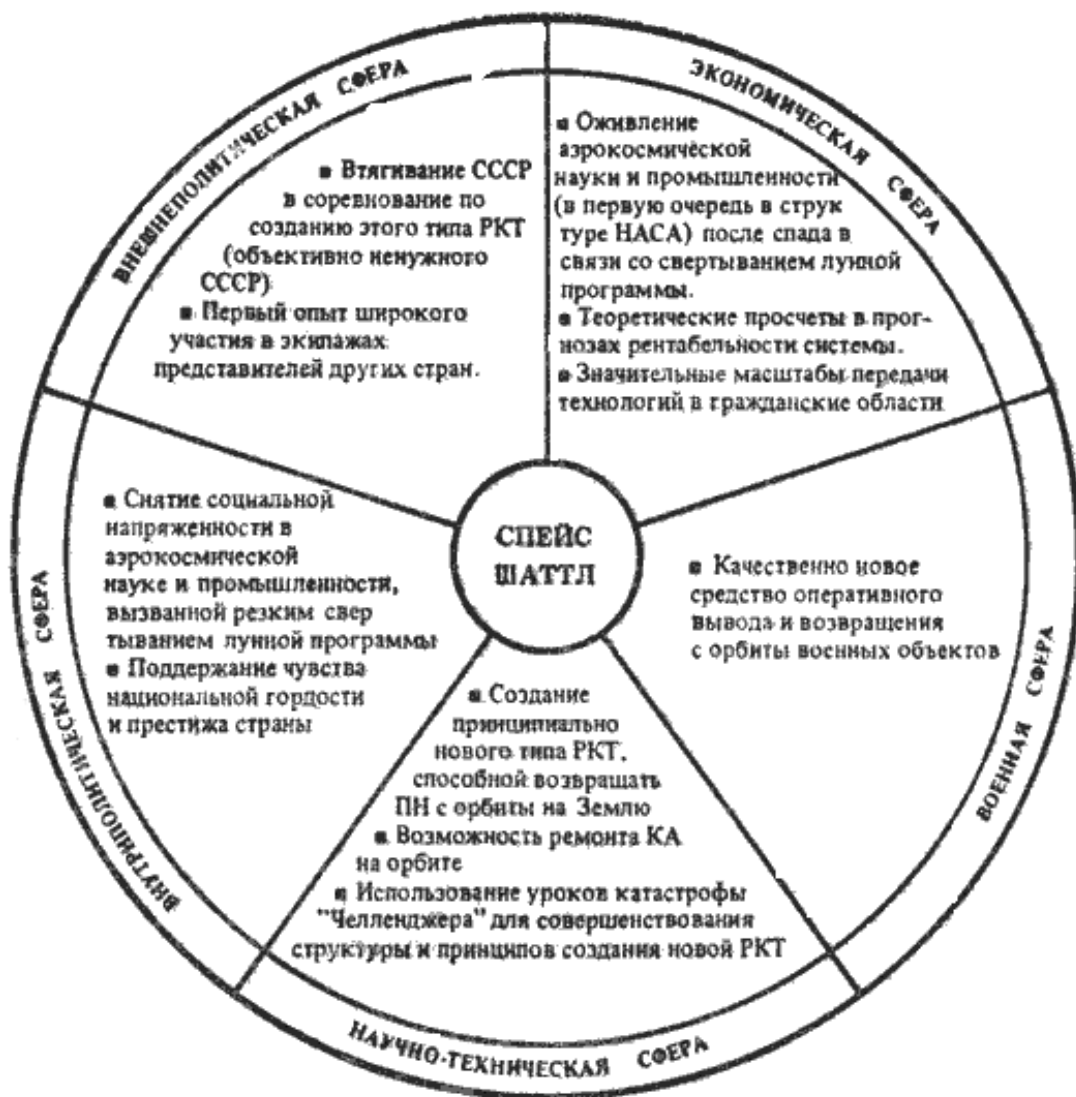 ВНЕШНЕПОЛИТИЧЕСКАЯ СФЕРА
■ Втягивание СССР
в соревнование по
созданию этого типа РКТ
(объективно ненужного
СССР)
■ Первый опыт широкого
участия в экипажах
представителей других стран.
ЭКОНОМИЧЕСКАЯ СФЕРА
■ Оживление
аэрокосмической
науки и промышленности
(в первую очередь в струк
туре НАСА) после спада в
связи со свертыванием лунной
программы.
■ Теоретические просчеты в прог-
нозах рентабельности системы.
■ Значительные масштабы передачи
технологий в гражданские области
СПЕЙС
ШАТТЛ
ВНУТРИПОЛИТИЧЕСКАЯ СФЕРА
■ Снятие социальной
напряженности в
аэрокосмической
науке и промышленности,
вызванной резким свер
тыванием лунной программы
■ Поддержание чувства
национальной гордости
и престижа страны
ВОЕННАЯ СФЕРА
■ Качественно новое
средство оперативного
вывода и возвращения
с орбиты военных объектов
■ Создание
принципиально
нового типа РКТ,
способной возвращать
ПН с орбиты на Землю
■ Возможность ремонта КА
на орбите
■ Использование уроков катастрофы
"Челленджера" для совершенствования
структуры и принципов создания новой РКТ
НАУЧНО-ТЕХНИЧЕСКАЯ СФЕРА